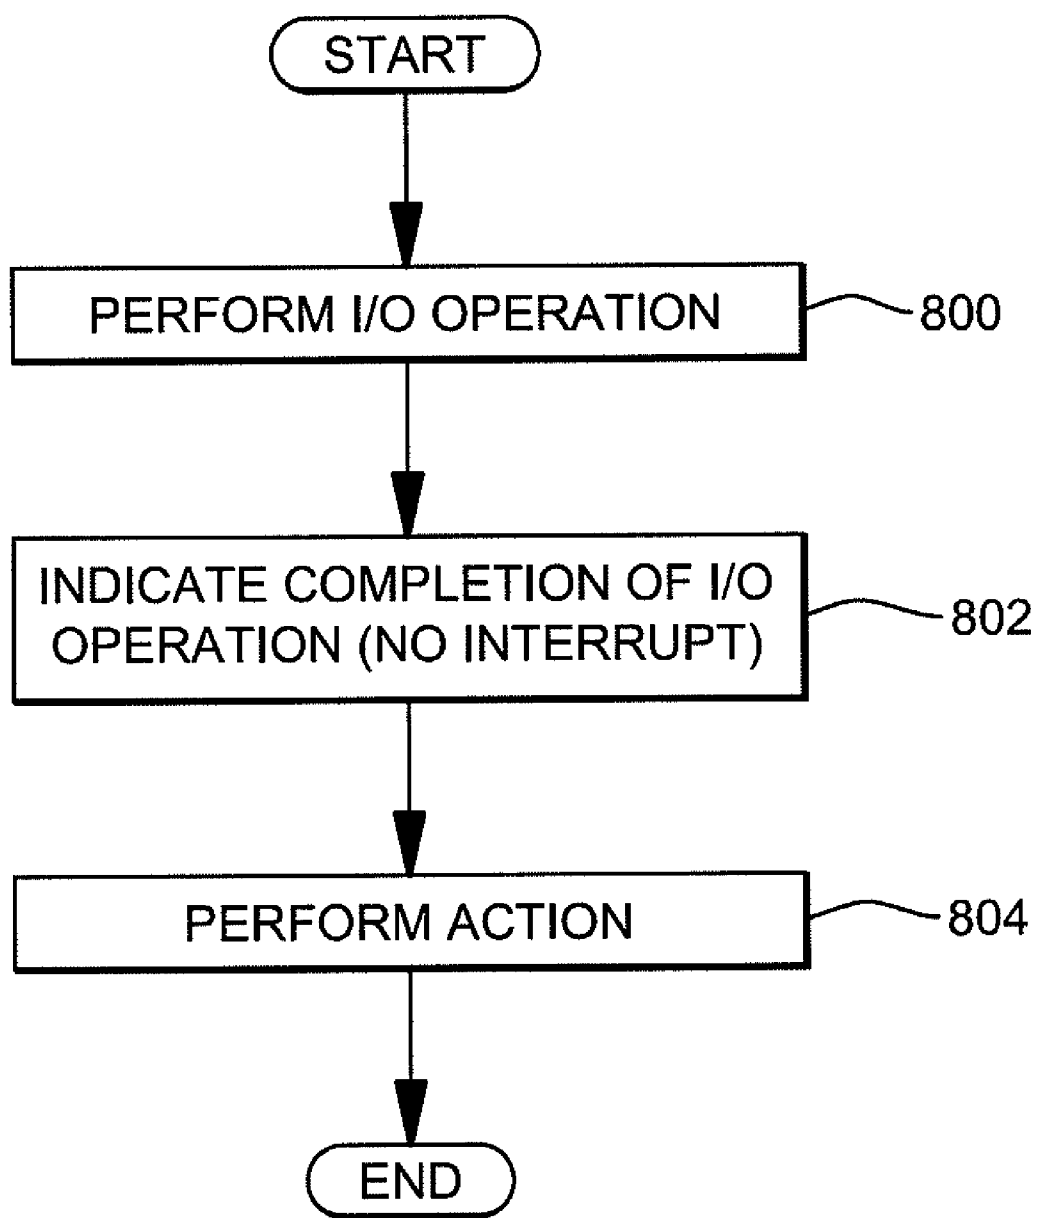 START
PERFORM I/O OPERATION
800
INDICATE COMPLETION OF I/O
OPERATION (NO INTERRUPT)
802
PERFORM ACTION
804
END